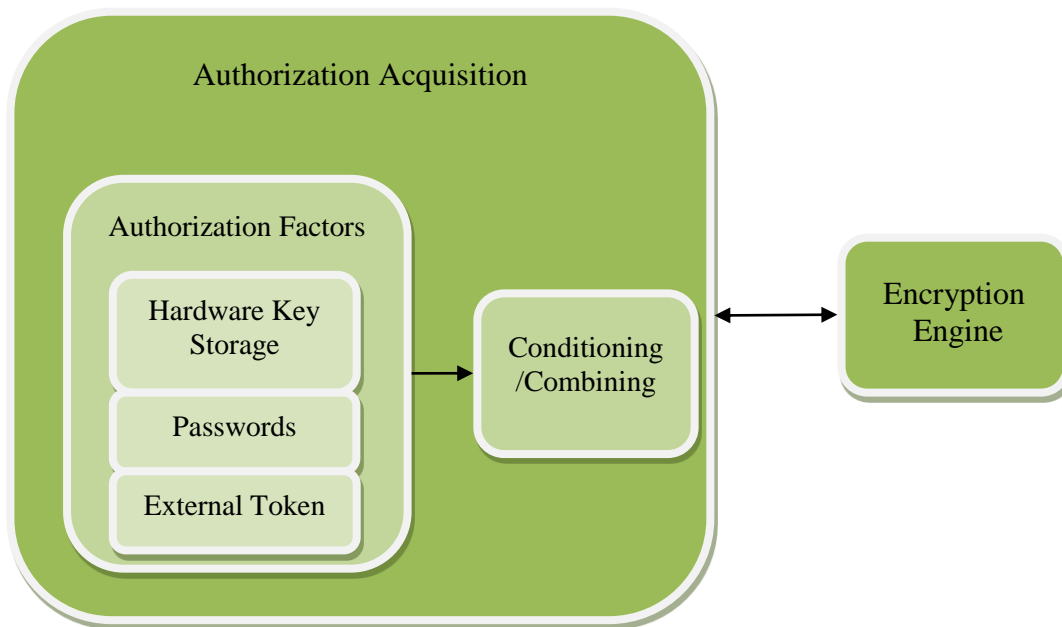 Authorization Acquisition
Authorization Factors
Hardware Key
Storage
Passwords
External Token
Conditioning
/Combining
Encryption
Engine